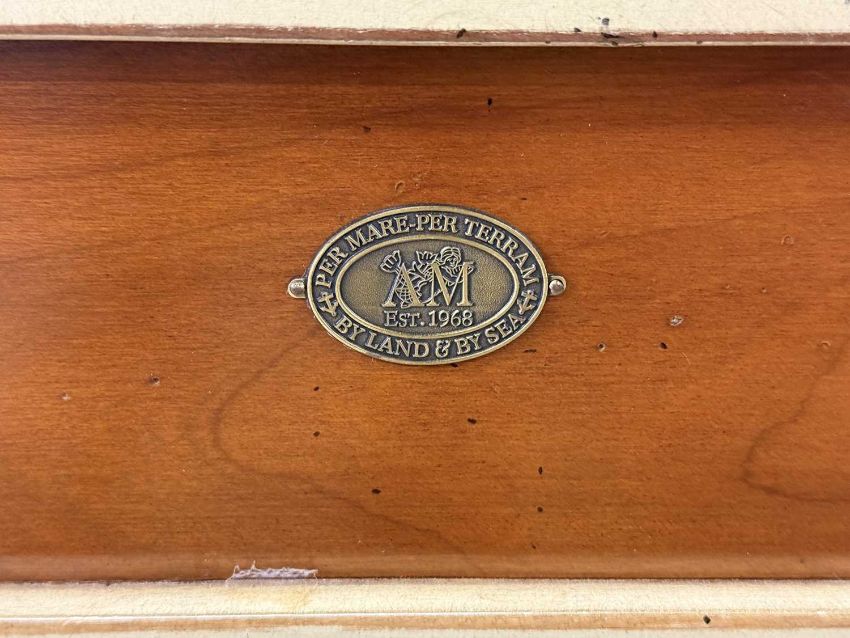 PER MARE-PER TERRAM
AM
EST. 1968
BY LAND & BY SEA